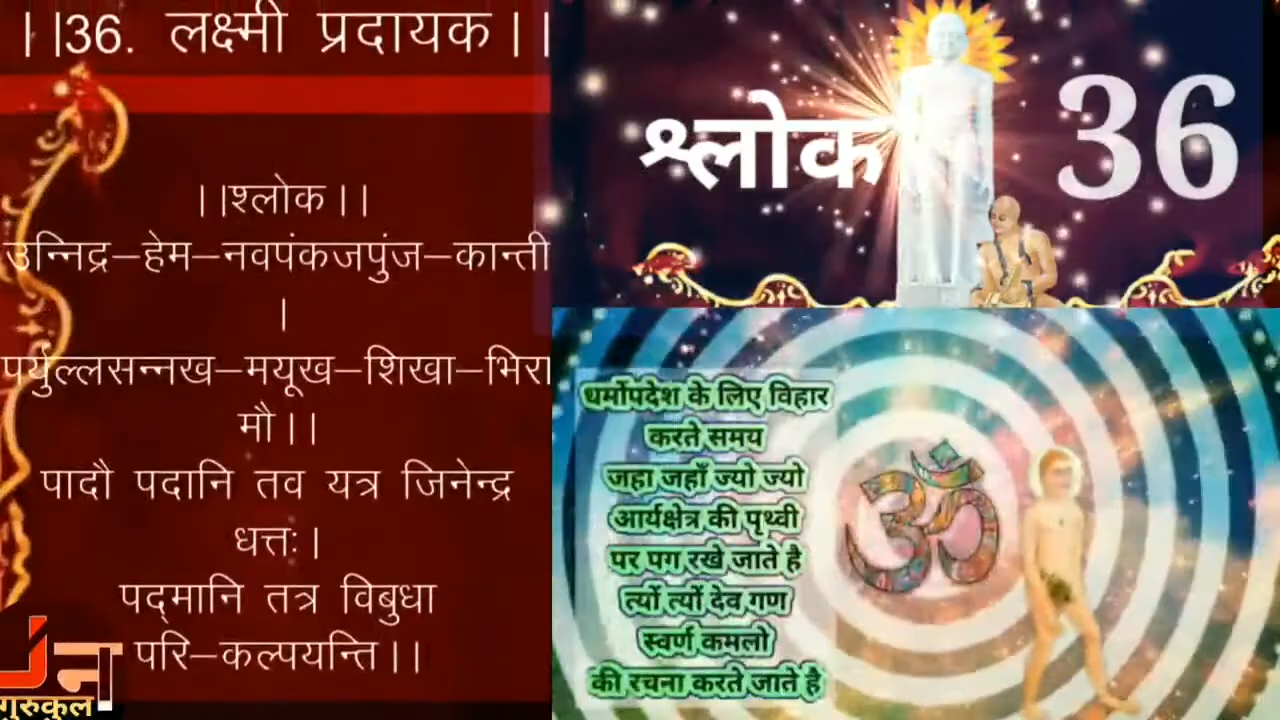 ||36. लक्ष्मी प्रदायक||
||श्लोक||
उन्निद्र–हेम–नवपंकजपुंज–कान्ती
|
पर्युल्लसन्नख–मयूख–शिखा–भिरा
मौ||
पादौ पदानि तव यत्र जिनेन्द्र
धत्तः|
पद्मानि तत्र विबुधा
परि–कल्पयन्ति||
जैन
गुरुकुल
श्लोक 36
धर्मोपदेश के लिए विहार
करते समय
जहा जहाँ ज्यो ज्यो
आर्यक्षेत्र की पृथ्वी
पर पग रखे जाते है
त्यों त्यों देव गण
स्वर्ण कमलो
की रचना करते जाते है
ॐ